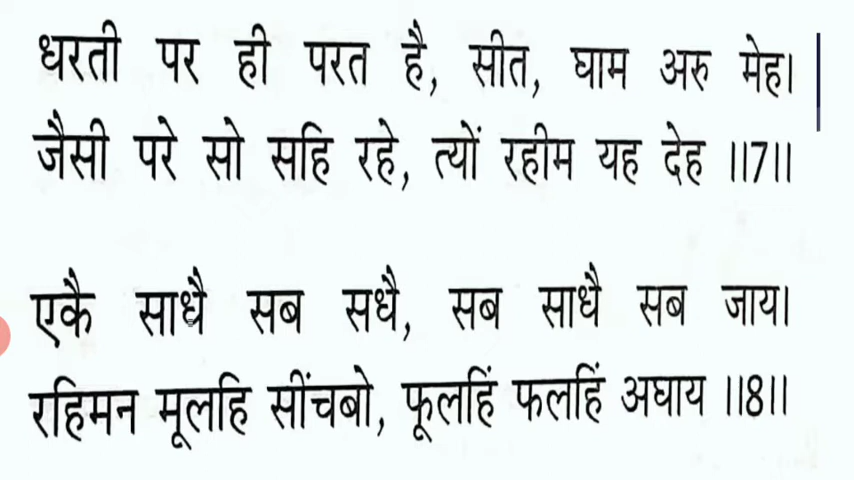 धरती पर ही परत है, सीत, घाम अरु मेह।
जैसी परे सो सहि रहे, त्यों रहीम यह देह ॥7॥
एकै साधै सब सधै, सब साधै सब जाय।
रहिमन मूलहि सींचबो, फूलहिं फलहिं अघाय ॥8॥